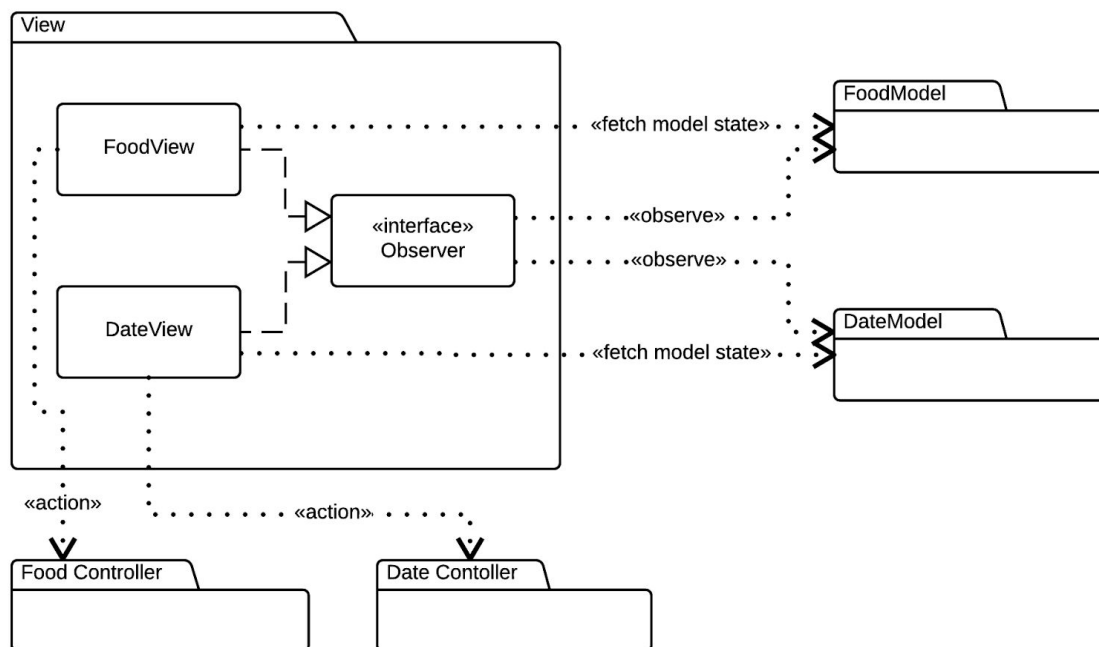 View
FoodModel
«fetch model state»
FoodView
«interface»
Observer
«observe»
«observe»
DateModel
DateView
«fetch model state»
«action»
«action»
Food Controller
Date Contoller